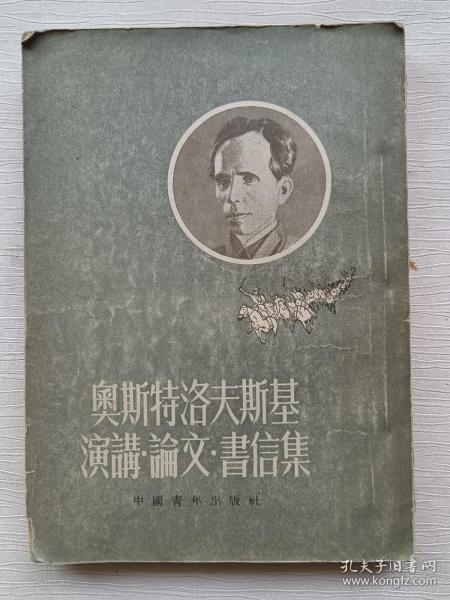 奧斯特洛夫斯基
演講·論文·書信集
中國青年出版社
孔夫子旧书网
www.kongfz.com